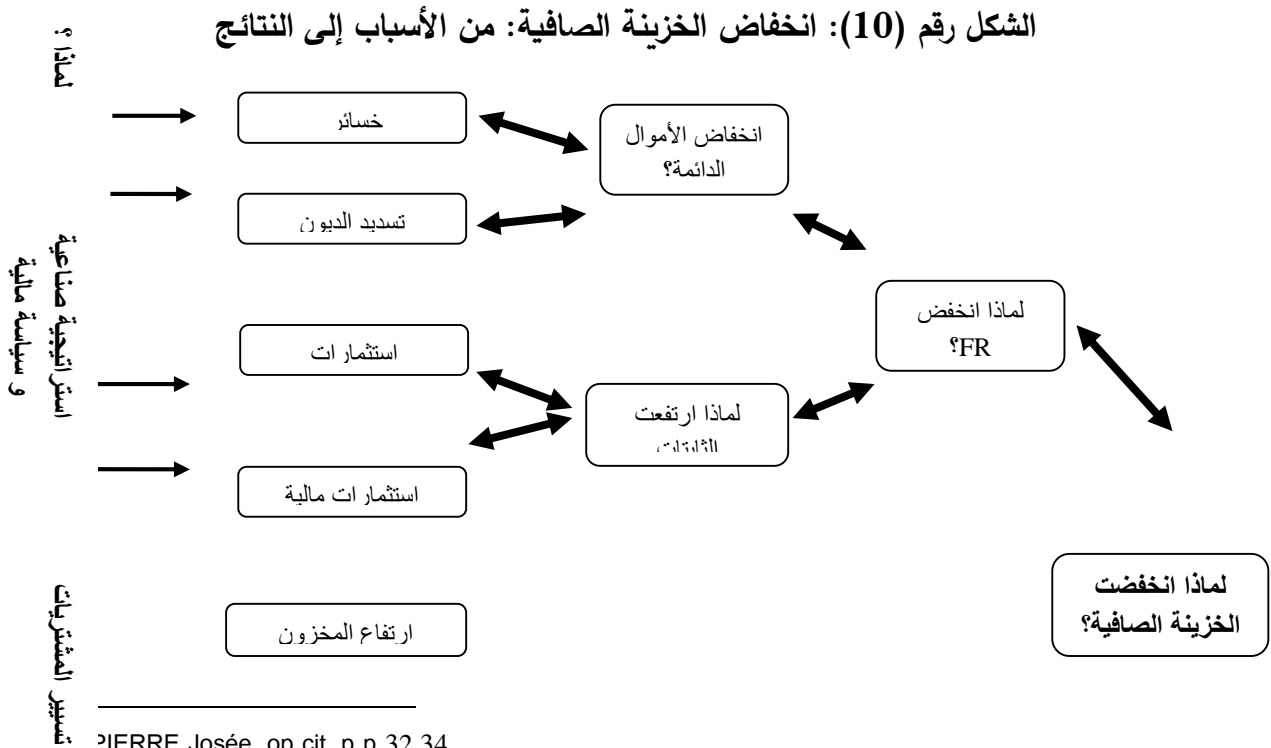 الشكل رقم (10): انخفاض الخزينة الصافية: من الأسباب إلى النتائج
لماذا ؟
خسائر
انخفاض الأموال
الدائمة؟
تسديد الديون
استراتيجية صناعية
و سياسة مالية
لماذا انخفض
FR؟
استثمارات
لماذا ارتفعت
الثابتات
استثمارات مالية
لماذا انخفضت
الخزينة الصافية؟
ارتفاع المخزون
تسيير المشتريات
PIERRE Josée, op cit, p p 32 34